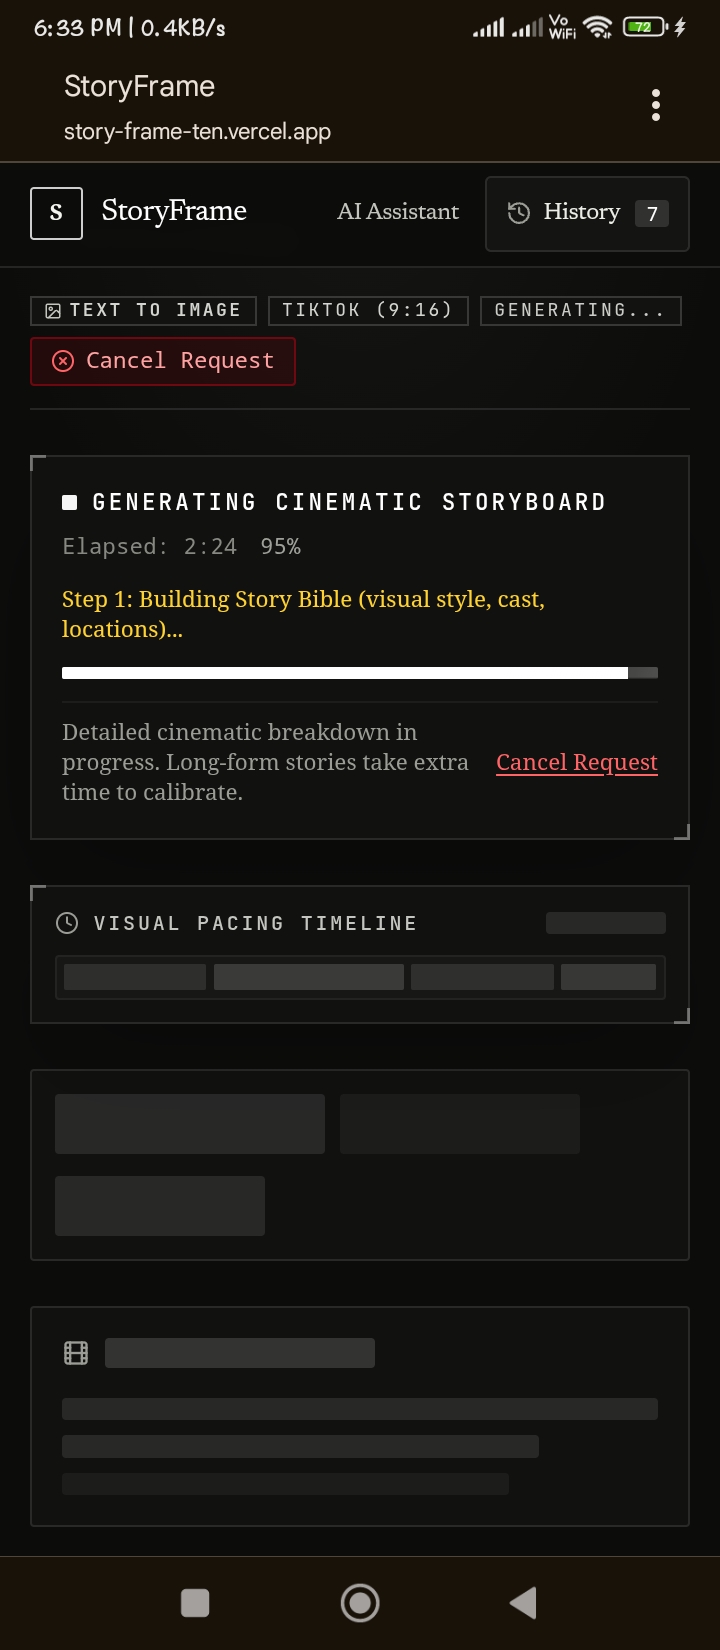 6:33 PM | 0.4KB/s Vo WiFi 72
StoryFrame
story-frame-ten.vercel.app
S StoryFrame AI Assistant History 7
TEXT TO IMAGE TIKTOK (9:16) GENERATING...
Cancel Request
GENERATING CINEMATIC STORYBOARD
Elapsed: 2:24 95%
Step 1: Building Story Bible (visual style, cast,
locations)...
Detailed cinematic breakdown in
progress. Long-form stories take extra
time to calibrate.
Cancel Request
VISUAL PACING TIMELINE